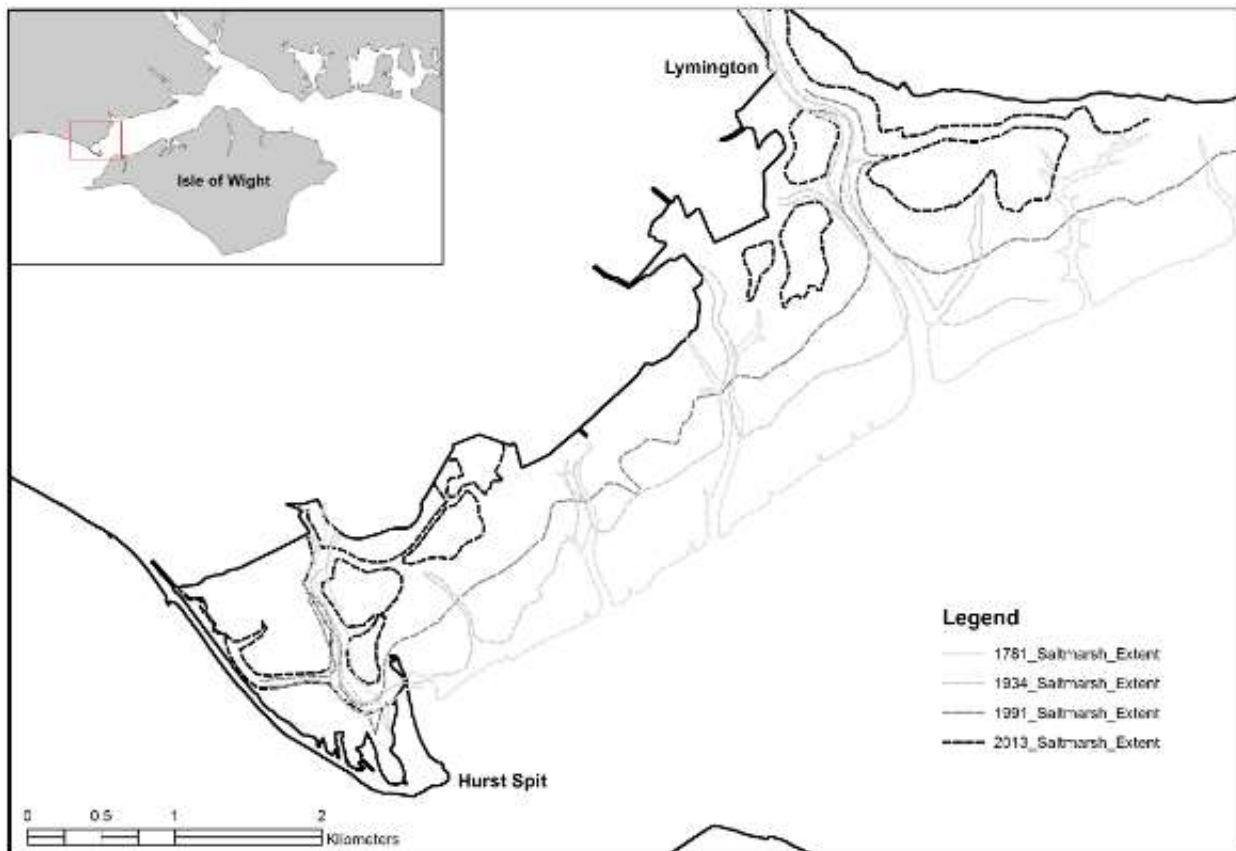 Lymington
Isle of Wight
Hurst Spit
Legend
1781_Saltmarsh_Extent
1934_Saltmarsh_Extent
1991_Saltmarsh_Extent
2013_Saltmarsh_Extent
0 0.5 1 2
Kilometers